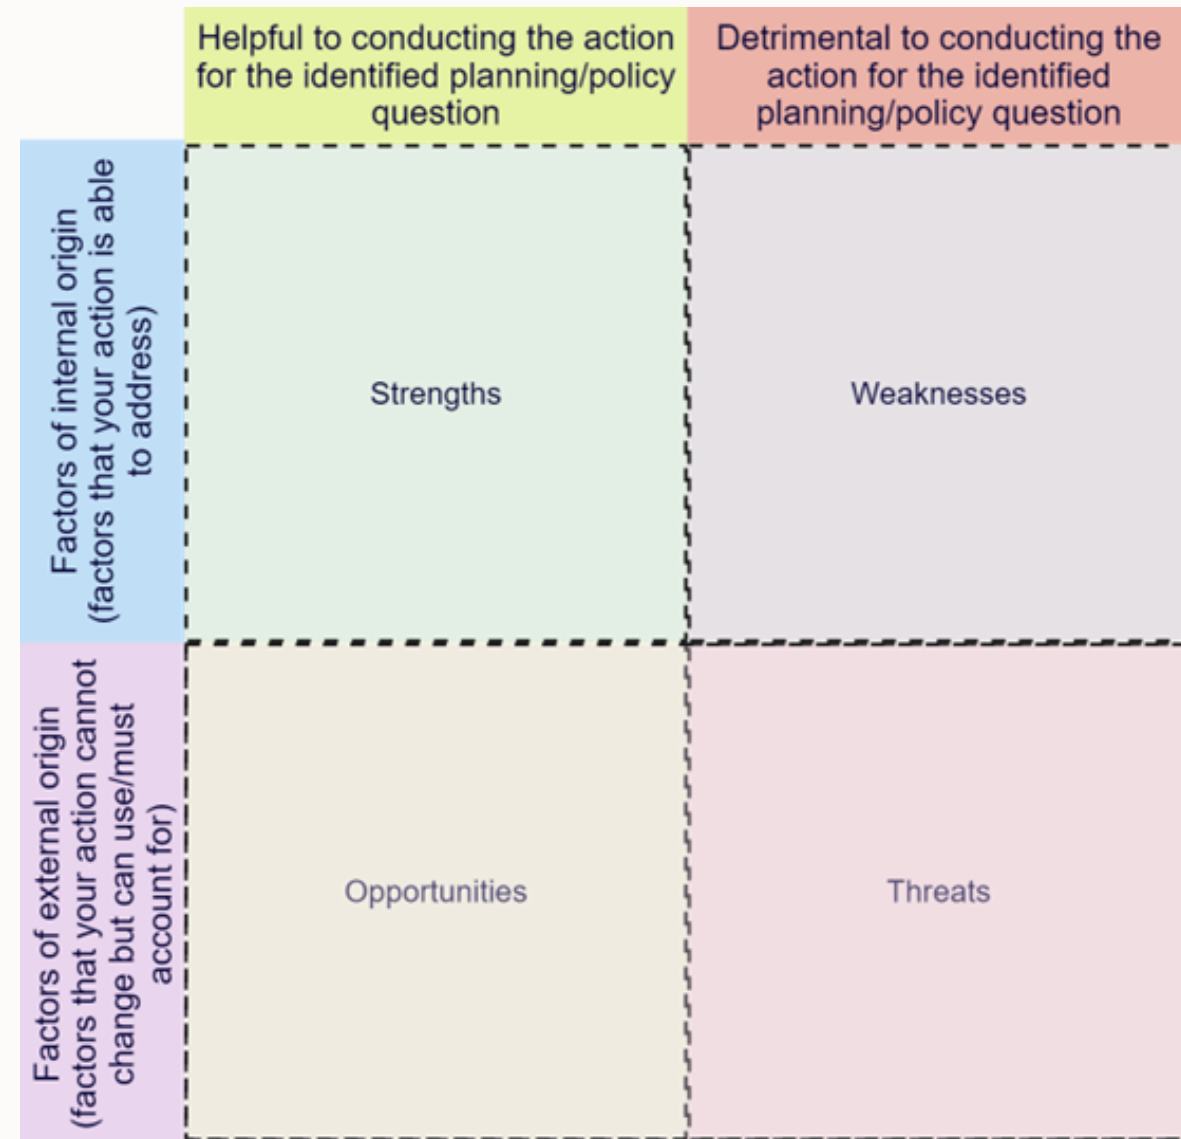 Helpful to conducting the action
for the identified planning/policy
question
Detrimental to conducting the
action for the identified
planning/policy question
Factors of internal origin
(factors that your action is able
to address)
Strengths
Weaknesses
Factors of external origin
(factors that your action cannot
change but can use/must
account for)
Opportunities
Threats